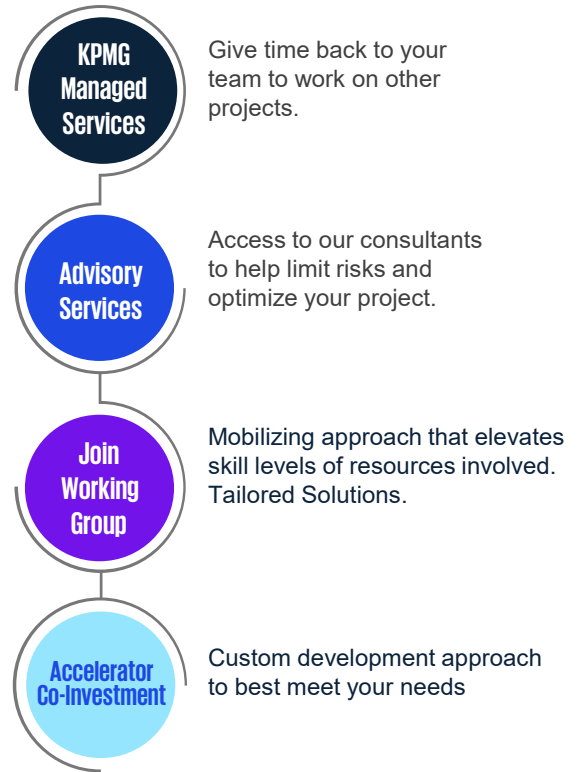 KPMG
Managed
Services
Give time back to your
team to work on other
projects.
Advisory
Services
Access to our consultants
to help limit risks and
optimize your project.
Join
Working
Group
Mobilizing approach that elevates
skill levels of resources involved.
Tailored Solutions.
Accelerator
Co-Investment
Custom development approach
to best meet your needs